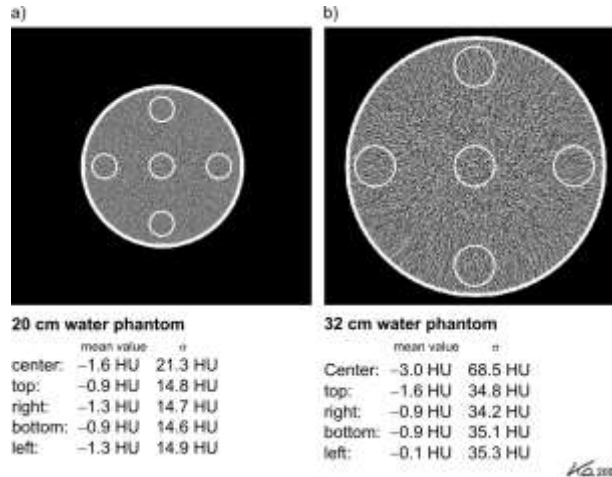 a)
b)
20 cm water phantom
mean value σ
center: −1.6 HU 21.3 HU
top: −0.9 HU 14.8 HU
right: −1.3 HU 14.7 HU
bottom: −0.9 HU 14.6 HU
left: −1.3 HU 14.9 HU
32 cm water phantom
mean value σ
Center: −3.0 HU 68.5 HU
top: −1.6 HU 34.8 HU
right: −0.9 HU 34.2 HU
bottom: −0.9 HU 35.1 HU
left: −0.1 HU 35.3 HU